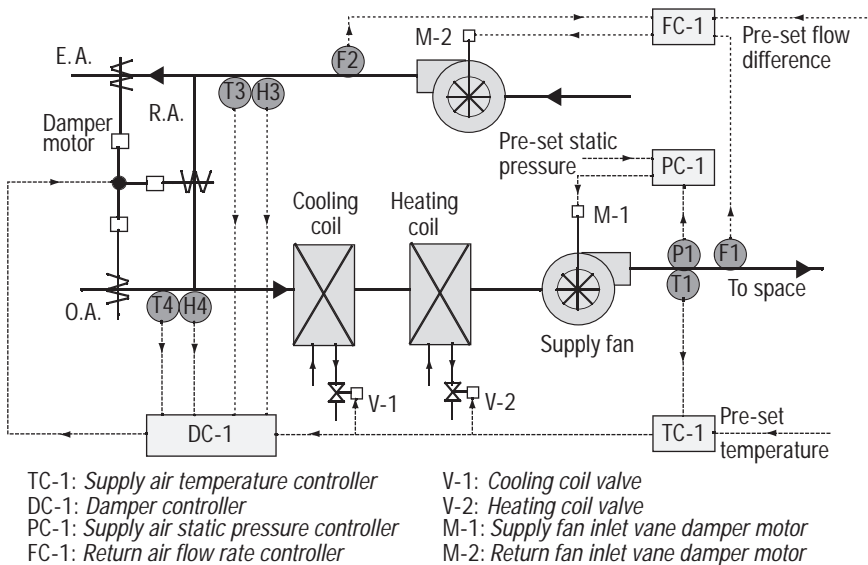 FC-1
M-2
Pre-set flow
difference
E.A.
F2
T3
H3
R.A.
Damper
motor
Pre-set static
pressure
PC-1
Cooling
coil
Heating
coil
M-1
P1
F1
T1
To space
O.A.
T4
H4
Supply fan
V-1
V-2
DC-1
TC-1
Pre-set
temperature
TC-1: Supply air temperature controller
DC-1: Damper controller
PC-1: Supply air static pressure controller
FC-1: Return air flow rate controller
V-1: Cooling coil valve
V-2: Heating coil valve
M-1: Supply fan inlet vane damper motor
M-2: Return fan inlet vane damper motor